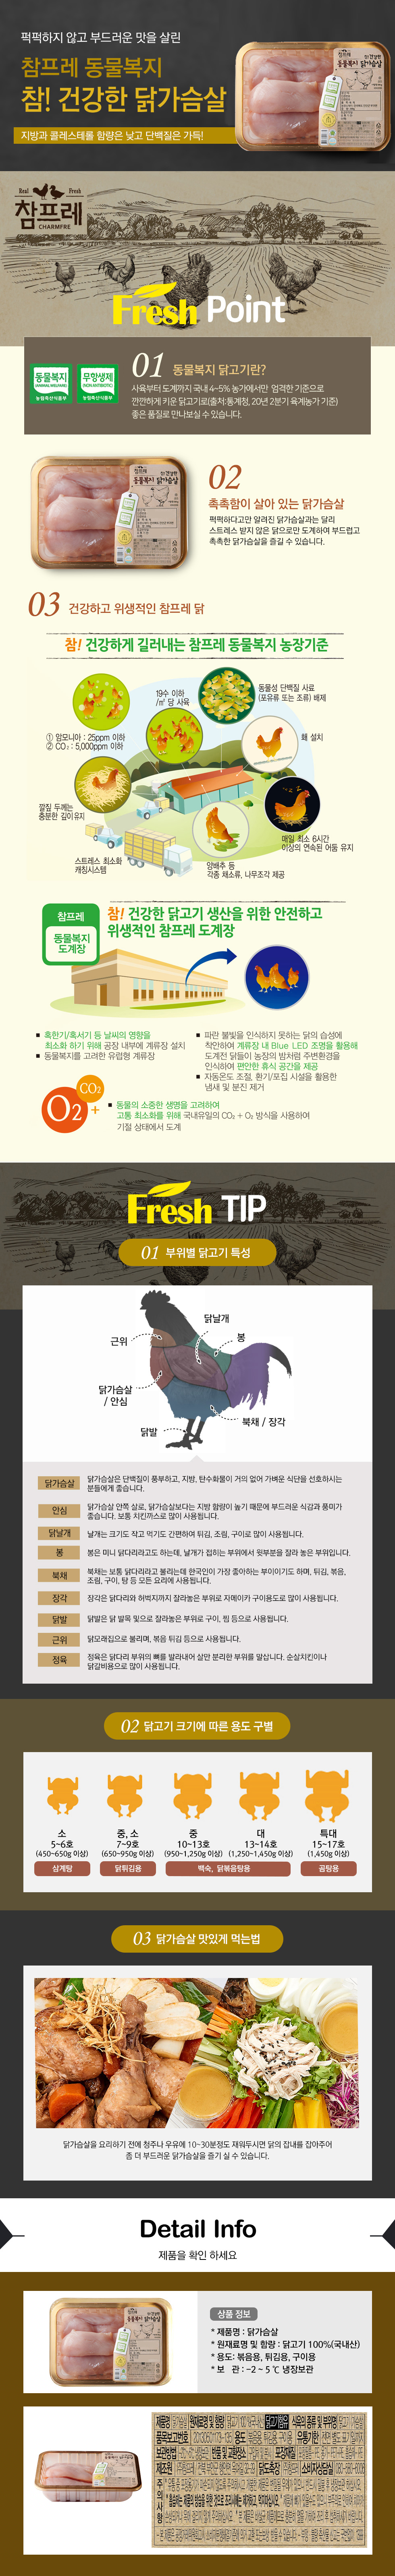 퍽퍽하지 않고 부드러운 맛을 살린
참프레 동물복지
참! 건강한 닭가슴살
지방과 콜레스테롤 함량은 낮고 단백질은 가득!
Real Fresh
참프레
CHARMFRE
Fresh Point
동물복지
(ANIMAL WELFARE)
농림축산식품부
무항생제
(NON ANTIBIOTIC)
농림축산식품부
01 동물복지 닭고기란?
사육부터 도계까지 국내 4~5% 농가에서만 엄격한 기준으로
깐깐하게 키운 닭고기로(출처:통계청, 20년 2분기 육계농가 기준)
좋은 품질로 만나보실 수 있습니다.
02
촉촉함이 살아 있는 닭가슴살
퍽퍽하다고만 알려진 닭가슴살과는 달리
스트레스 받지 않은 닭으로만 도계하여 부드럽고
촉촉한 닭가슴살을 즐길 수 있습니다.
03 건강하고 위생적인 참프레 닭
참! 건강하게 길러내는 참프레 동물복지 농장기준
19수 이하
/㎡ 당 사육
동물성 단백질 사료
(포유류 또는 조류) 배제
① 암모니아 : 25ppm 이하
② CO₂ : 5,000ppm 이하
홰 설치
깔짚 두께는
충분한 깊이유지
매일 최소 6시간
이상의 연속된 어둠 유지
스트레스 최소화
캐칭시스템
양배추 등
각종 채소류, 나무조각 제공
참프레
동물복지
도계장
참! 건강한 닭고기 생산을 위한 안전하고
위생적인 참프레 도계장
혹한기/혹서기 등 날씨의 영향을
최소화 하기 위해 공장 내부에 계류장 설치
동물복지를 고려한 유럽형 계류장
파란 불빛을 인식하지 못하는 닭의 습성에
착안하여 계류장 내 Blue LED 조명을 활용해
도계전 닭들이 농장의 밤처럼 주변환경을
인식하여 편안한 휴식 공간을 제공
자동온도 조절, 환기/포집 시설을 활용한
냄새 및 분진 제거
O₂ CO₂ +
동물의 소중한 생명을 고려하여
고통 최소화를 위해 국내유일의 CO₂ + O₂ 방식을 사용하여
기절 상태에서 도계
Fresh TIP
01 부위별 닭고기 특성
닭날개
근위
봉
닭가슴살
/ 안심
북채 / 장각
닭발
닭가슴살 닭가슴살은 단백질이 풍부하고, 지방, 탄수화물이 거의 없어 가벼운 식단을 선호하시는
분들에게 좋습니다.
안심 닭가슴살 안쪽 살로, 닭가슴살보다는 지방 함량이 높기 때문에 부드러운 식감과 풍미가
좋습니다. 보통 치킨까스로 많이 사용됩니다.
닭날개 날개는 크기도 작고 먹기도 간편하여 튀김, 조림, 구이로 많이 사용됩니다.
봉 봉은 미니 닭다리라고도 하는데, 날개가 접히는 부위에서 윗부분을 잘라 놓은 부위입니다.
북채 북채는 보통 닭다리라고 불리는데 한국인이 가장 좋아하는 부이이기도 하며, 튀김, 볶음,
조림, 구이, 탕 등 모든 요리에 사용됩니다.
장각 장각은 닭다리와 허벅지까지 잘라놓은 부위로 자메이카 구이용도로 많이 사용됩니다.
닭발 닭발은 닭 발목 및으로 잘라놓은 부위로 구이, 찜 등으로 사용됩니다.
근위 닭모래집으로 불리며, 볶음 튀김 등으로 사용됩니다.
정육 정육은 닭다리 부위의 뼈를 발라내어 살만 분리한 부위를 말삽니다. 순살치킨이나
닭갈비용으로 많이 사용됩니다.
02 닭고기 크기에 따른 용도 구별
소 중, 소 중 대 특대
5~6호 7~9호 10~13호 13~14호 15~17호
(450~650g 이상) (650~950g 이상) (950~1,250g 이상) (1,250~1,450g 이상) (1,450g 이상)
삼계탕 닭튀김용 백숙, 닭볶음탕용 곰탕용
03 닭가슴살 맛있게 먹는법
닭가슴살을 요리하기 전에 청주나 우유에 10~30분정도 재워두시면 닭의 잡내를 잡아주어
좀 더 부드러운 닭가슴살을 즐기 실 수 있습니다.
Detail Info
제품을 확인 하세요
상품 정보
* 제품명 : 닭가슴살
* 원재료명 및 함량 : 닭고기 100%(국내산)
* 용도: 볶음용, 튀김용, 구이용
* 보 관 : -2 ~ 5 ℃ 냉장보관